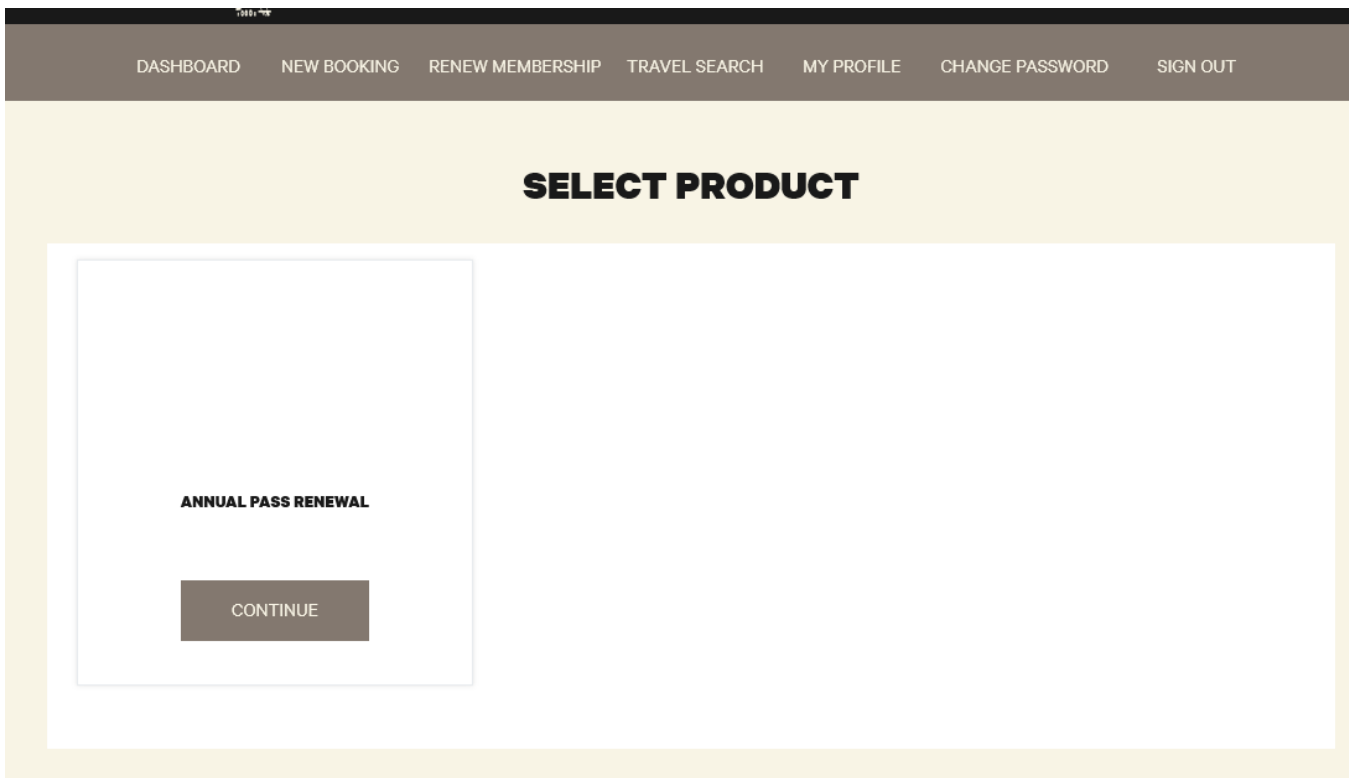 DASHBOARD NEW BOOKING RENEW MEMBERSHIP TRAVEL SEARCH MY PROFILE CHANGE PASSWORD SIGN OUT
SELECT PRODUCT
ANNUAL PASS RENEWAL
CONTINUE